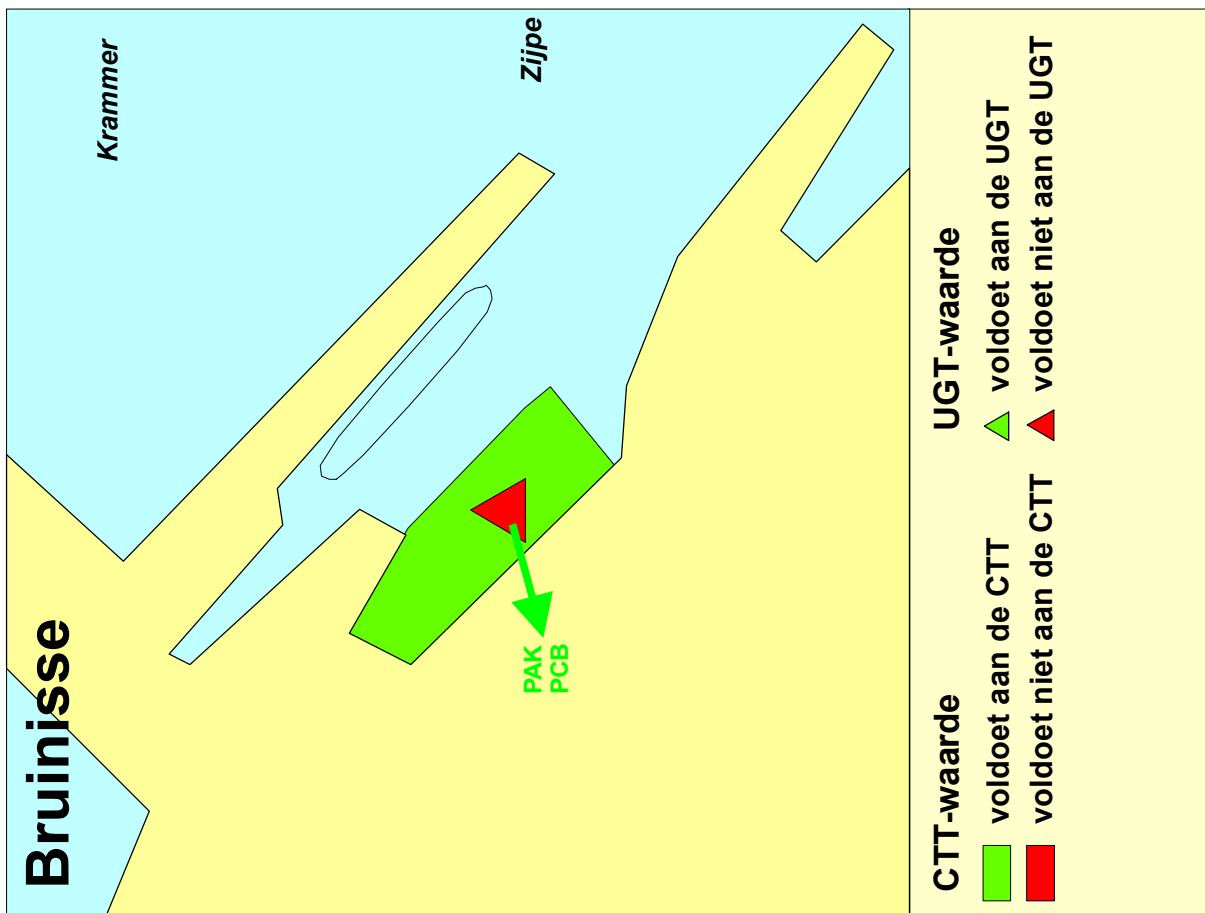 Bruinisse
Krammer
Zijpe
PAK
PCB
CTT-waarde
voldoet aan de CTT
voldoet niet aan de CTT
UGT-waarde
voldoet aan de UGT
voldoet niet aan de UGT